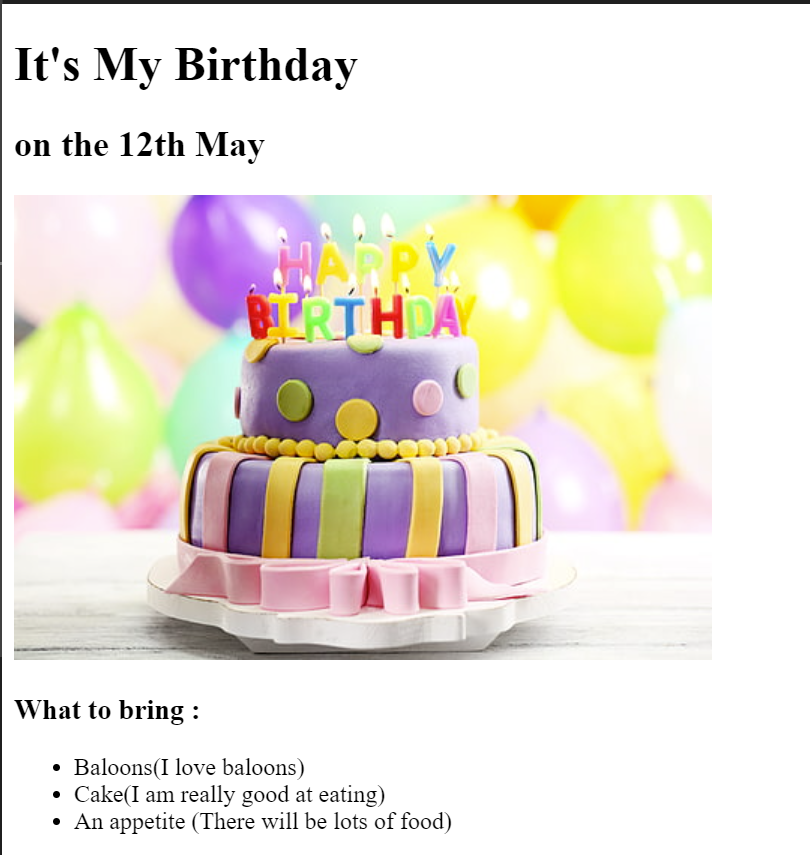 It's My Birthday
on the 12th May
HAPPY
BIRTHDAY
What to bring :
Baloons(I love baloons)
Cake(I am really good at eating)
An appetite (There will be lots of food)